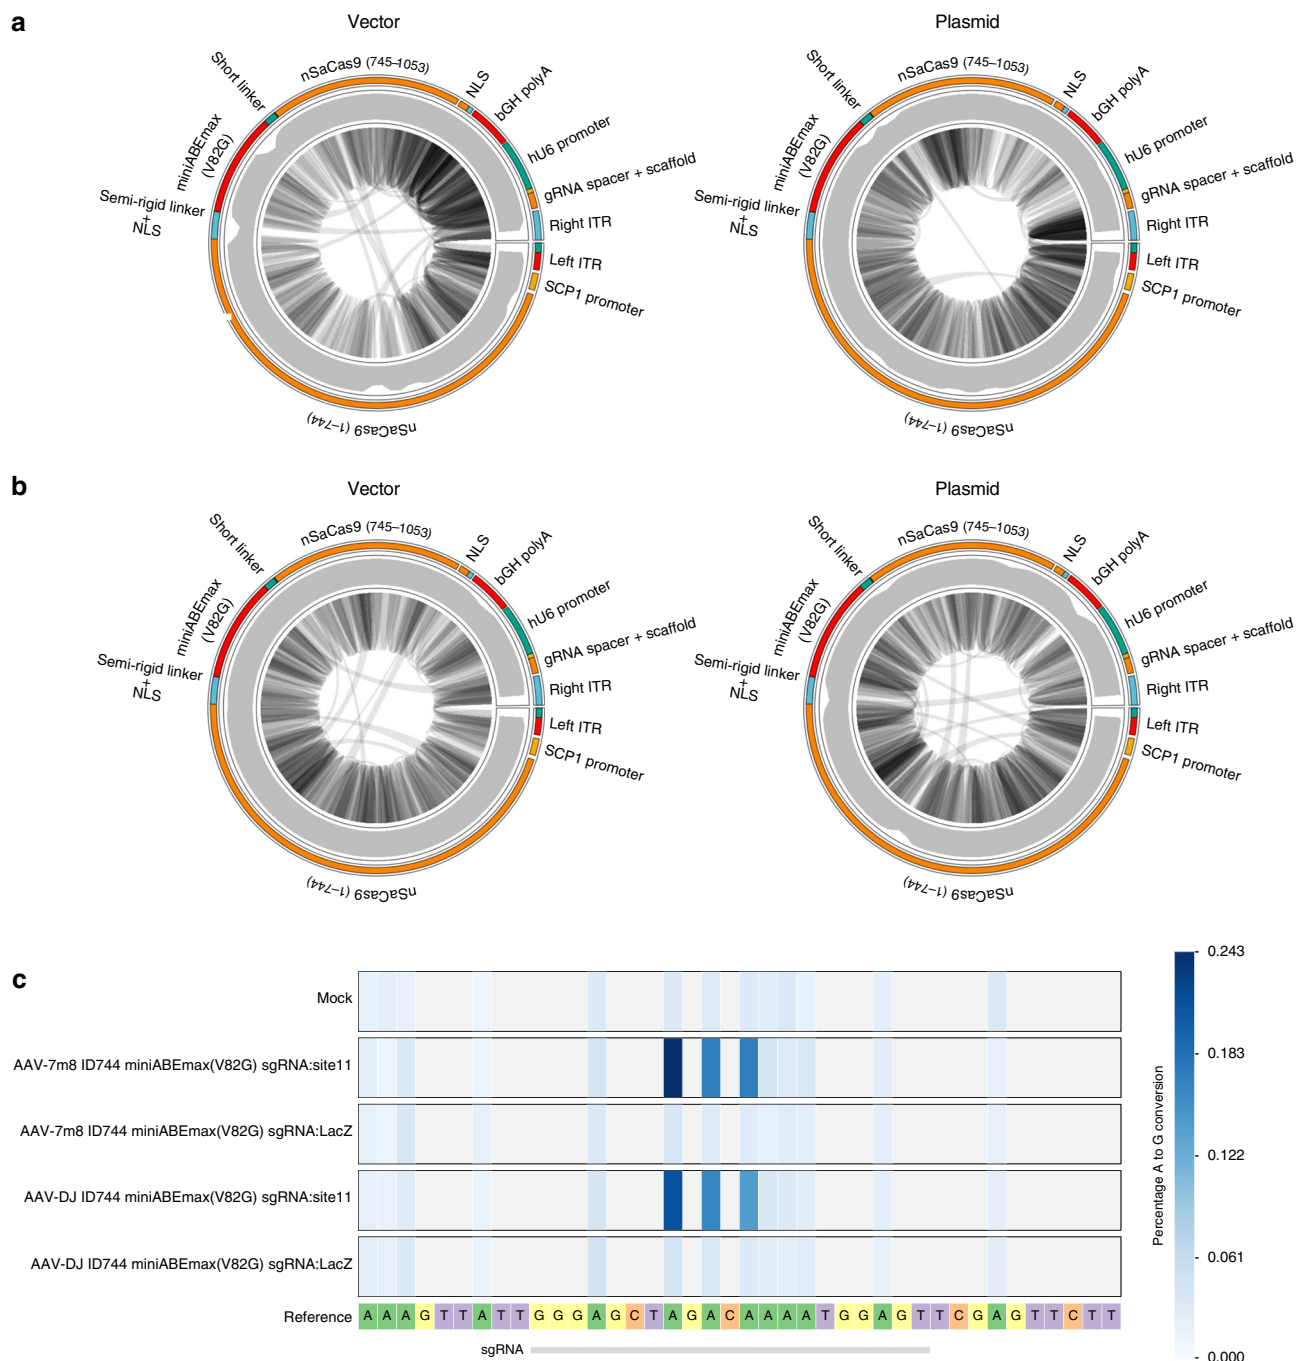 a
Vector
Plasmid
nSaCas9 (745–1053)
NLS
bGH polyA
hU6 promoter
gRNA spacer + scaffold
Right ITR
Left ITR
SCP1 promoter
nSaCas9 (1–744)
Semi-rigid linker
+
NLS
miniABEmax
(V82G)
Short linker
nSaCas9 (745–1053)
NLS
bGH polyA
hU6 promoter
gRNA spacer + scaffold
Right ITR
Left ITR
SCP1 promoter
nSaCas9 (1–744)
Semi-rigid linker
+
NLS
miniABEmax
(V82G)
Short linker
b
Vector
Plasmid
nSaCas9 (745–1053)
NLS
bGH polyA
hU6 promoter
gRNA spacer + scaffold
Right ITR
Left ITR
SCP1 promoter
nSaCas9 (1–744)
Semi-rigid linker
+
NLS
miniABEmax
(V82G)
Short linker
nSaCas9 (745–1053)
NLS
bGH polyA
hU6 promoter
gRNA spacer + scaffold
Right ITR
Left ITR
SCP1 promoter
nSaCas9 (1–744)
Semi-rigid linker
+
NLS
miniABEmax
(V82G)
Short linker
c
Mock
AAV-7m8 ID744 miniABEmax(V82G) sgRNA:site11
AAV-7m8 ID744 miniABEmax(V82G) sgRNA:LacZ
AAV-DJ ID744 miniABEmax(V82G) sgRNA:site11
AAV-DJ ID744 miniABEmax(V82G) sgRNA:LacZ
Reference A A A G T T A T T G G G A G C T A G A C A A A A T G G A G T T C G A G T T C T T
sgRNA
Percentage A to G conversion
0.243
0.183
0.122
0.061
0.000